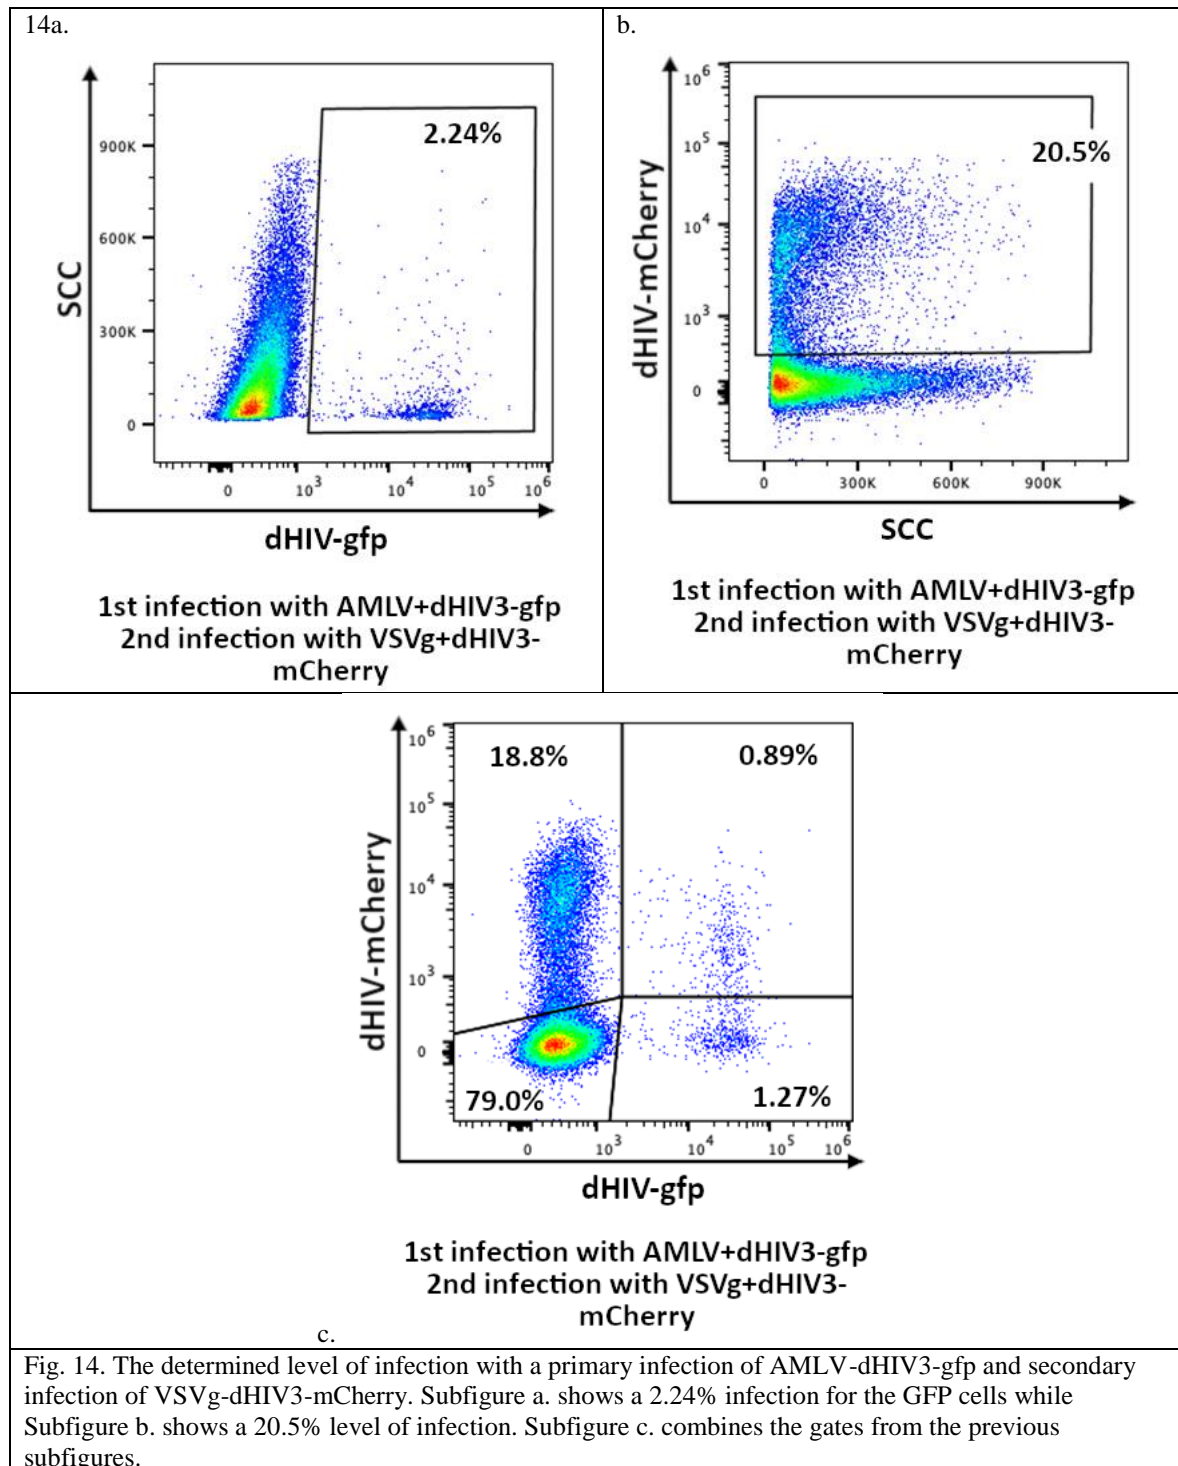 14a.
2.24%
900K
600K
300K
0
SCC
0 10^3 10^4 10^5 10^6
dHIV-gfp
1st infection with AMLV+dHIV3-gfp
2nd infection with VSVg+dHIV3-
mCherry
b.
10^6
10^5
10^4
10^3
0
20.5%
dHIV-mCherry
0 300K 600K 900K
SCC
1st infection with AMLV+dHIV3-gfp
2nd infection with VSVg+dHIV3-
mCherry
10^6
10^5
10^4
10^3
0
18.8% 0.89%
79.0% 1.27%
dHIV-mCherry
0 10^3 10^4 10^5 10^6
dHIV-gfp
1st infection with AMLV+dHIV3-gfp
2nd infection with VSVg+dHIV3-
mCherry
c.
Fig. 14. The determined level of infection with a primary infection of AMLV-dHIV3-gfp and secondary
infection of VSVg-dHIV3-mCherry. Subfigure a. shows a 2.24% infection for the GFP cells while
Subfigure b. shows a 20.5% level of infection. Subfigure c. combines the gates from the previous
subfigures.